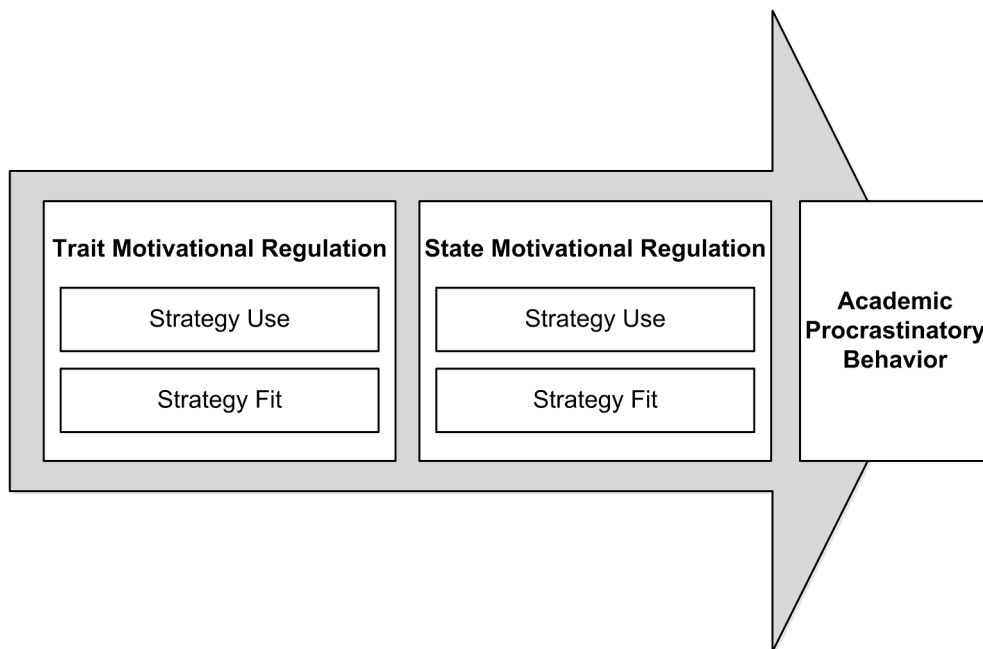 Trait Motivational Regulation
Strategy Use
Strategy Fit
State Motivational Regulation
Strategy Use
Strategy Fit
Academic
Procrastinatory
Behavior